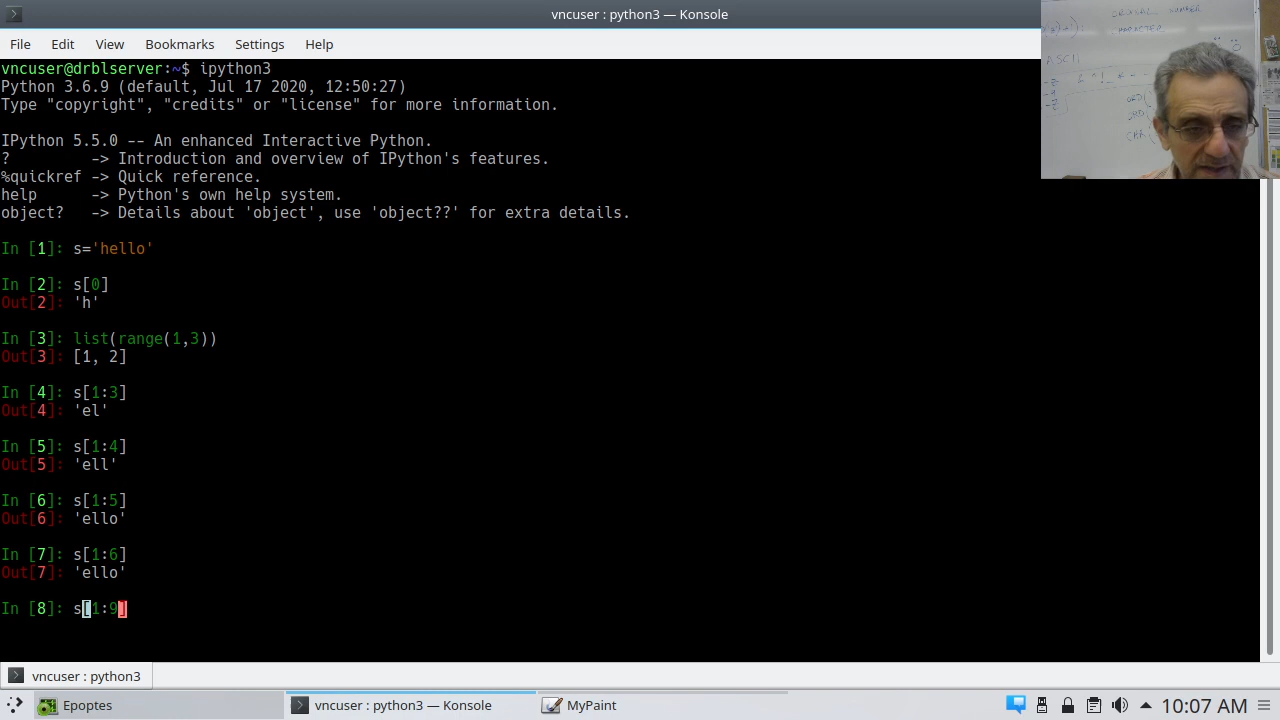 vncuser : python3 — Konsole
File Edit View Bookmarks Settings Help
ORDINAL NUMBER
CHARACTER
ASCII
vncuser@drblserver:~$ ipython3
Python 3.6.9 (default, Jul 17 2020, 12:50:27)
Type "copyright", "credits" or "license" for more information.
IPython 5.5.0 -- An enhanced Interactive Python.
? -> Introduction and overview of IPython's features.
%quickref -> Quick reference.
help -> Python's own help system.
object? -> Details about 'object', use 'object??' for extra details.
In [1]: s='hello'
In [2]: s[0]
Out[2]: 'h'
In [3]: list(range(1,3))
Out[3]: [1, 2]
In [4]: s[1:3]
Out[4]: 'el'
In [5]: s[1:4]
Out[5]: 'ell'
In [6]: s[1:5]
Out[6]: 'ello'
In [7]: s[1:6]
Out[7]: 'ello'
In [8]: s[1:9]
vncuser : python3
Epoptes vncuser : python3 — Konsole MyPaint 10:07 AM